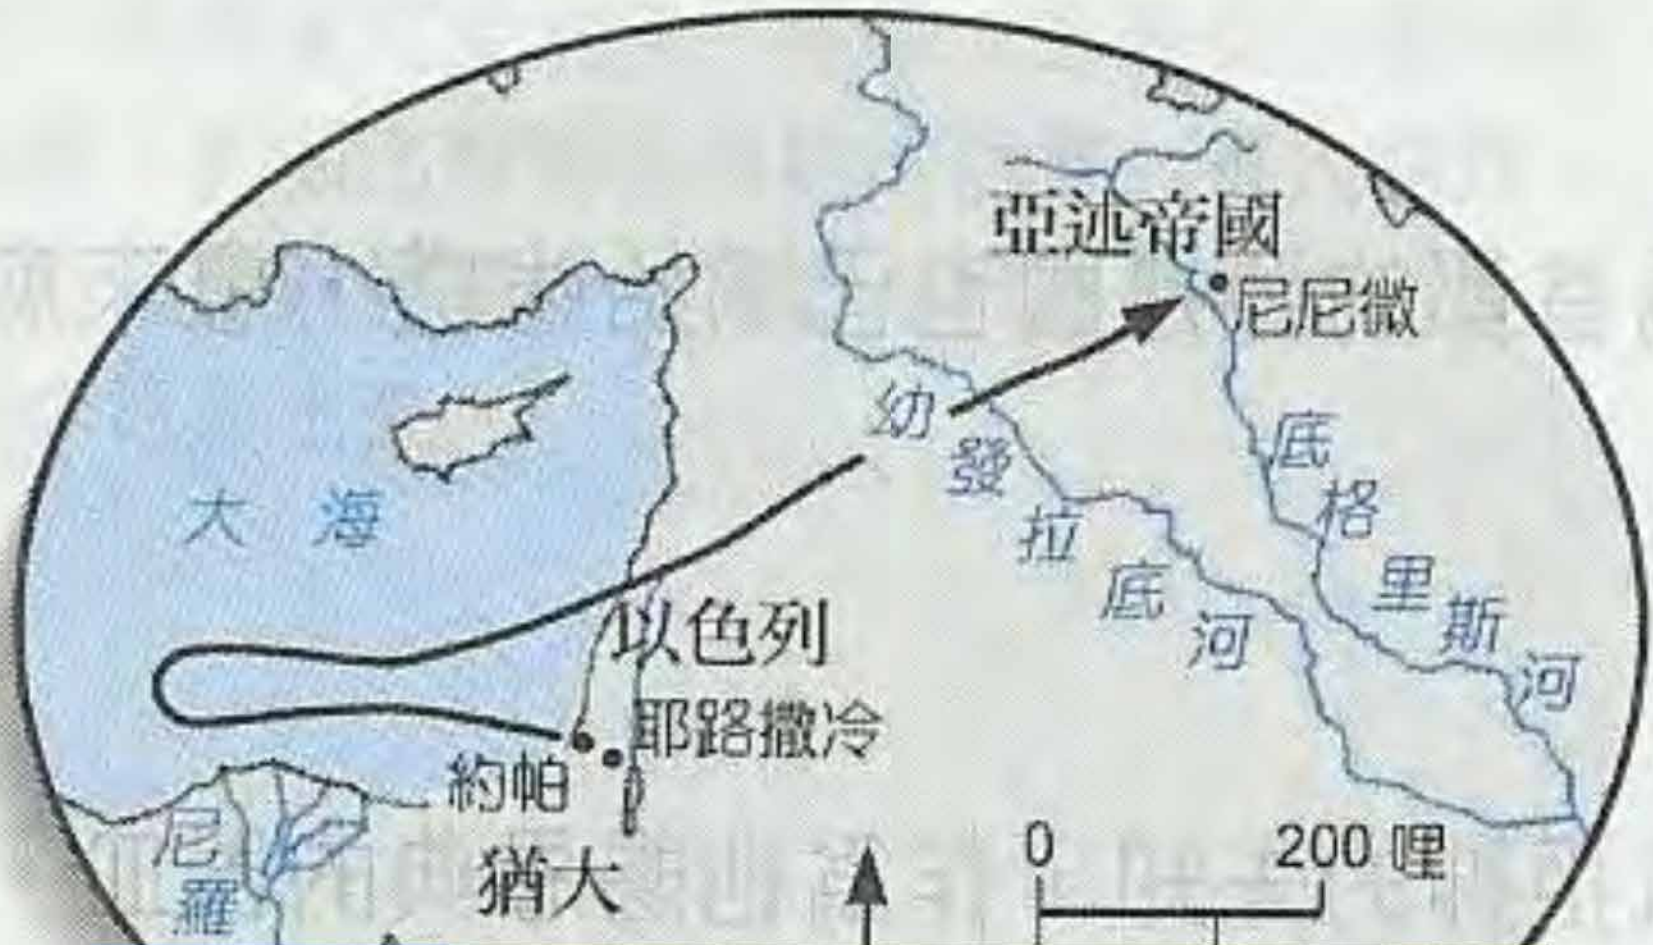 亞述帝國
尼尼微
幼發拉底河
底格里斯河
大海
以色列
耶路撒冷
約帕
猶大
尼羅
0 200 哩